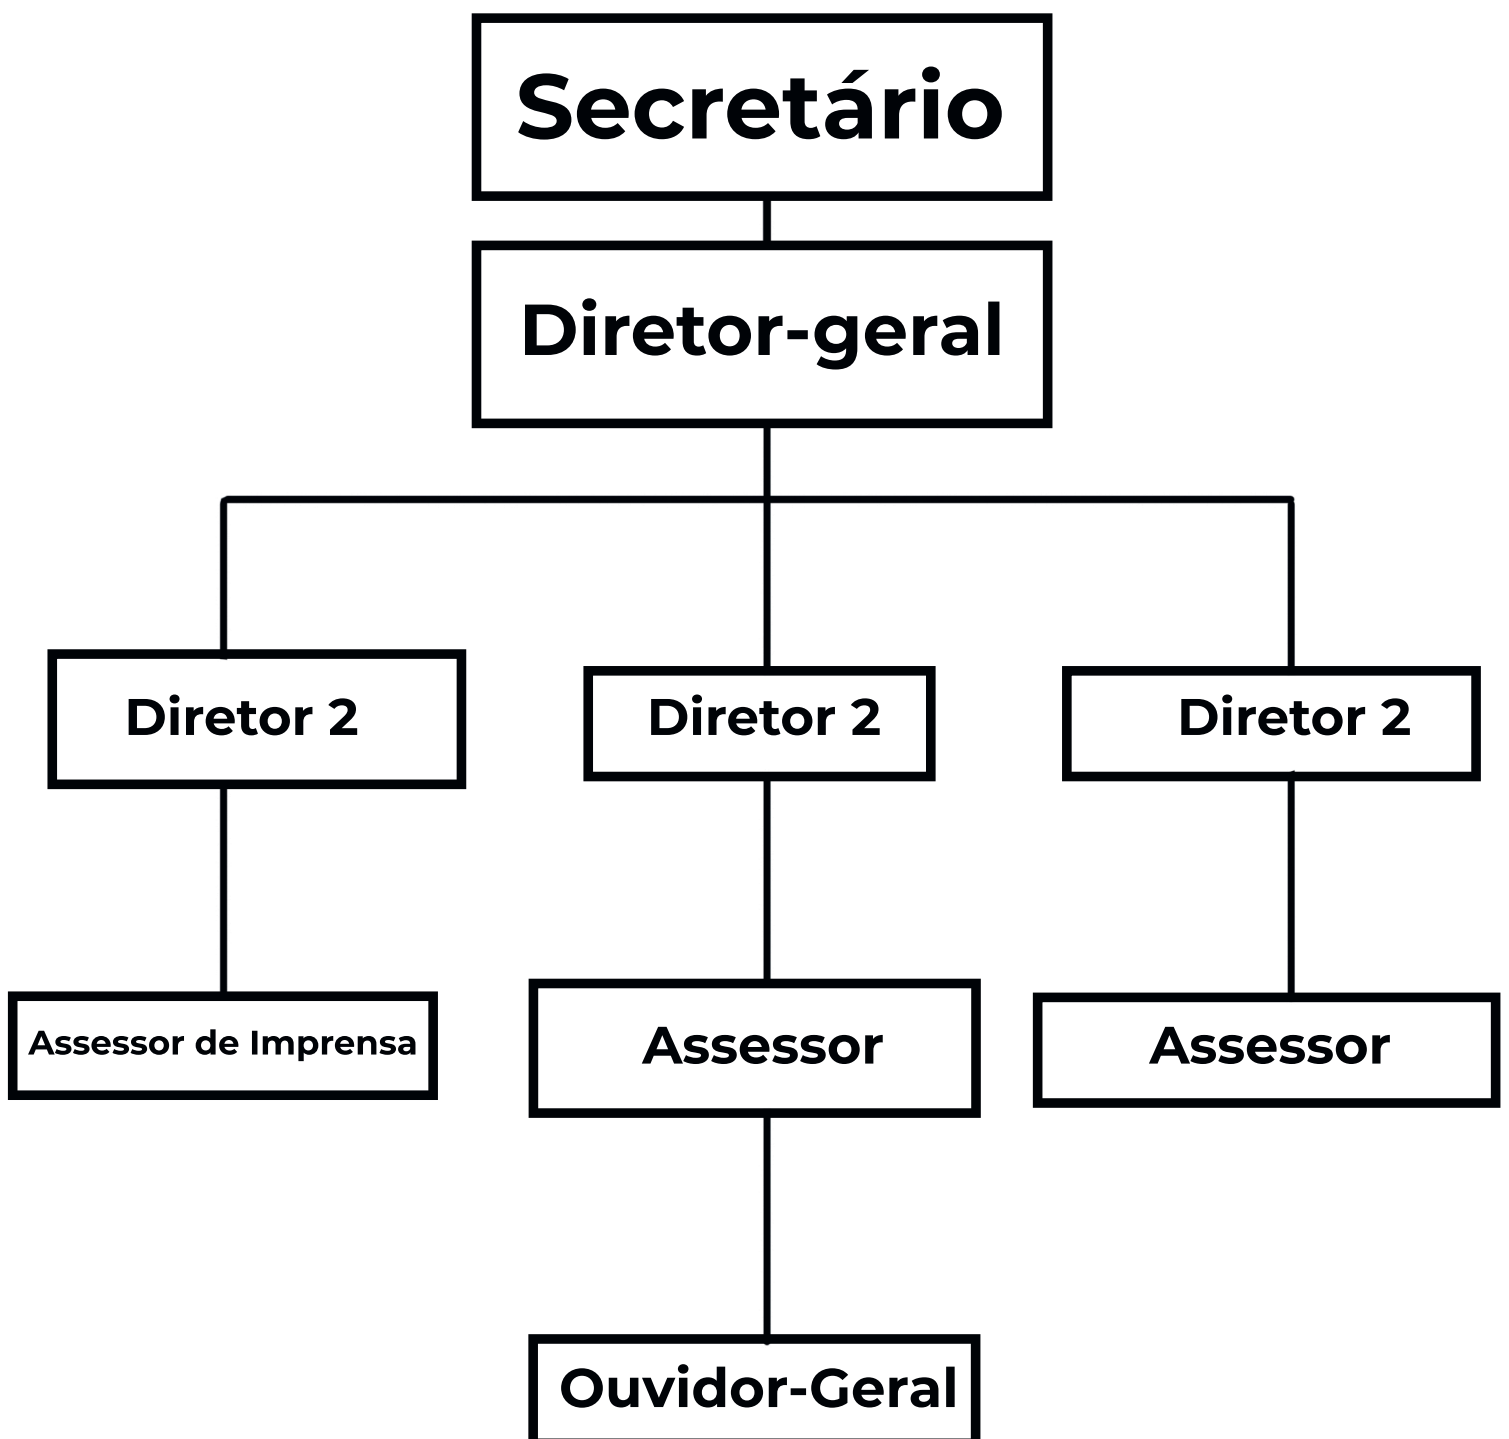 Secretário
Diretor-geral
Diretor 2
Diretor 2
Diretor 2
Assessor de Imprensa
Assessor
Assessor
Ouvidor-Geral